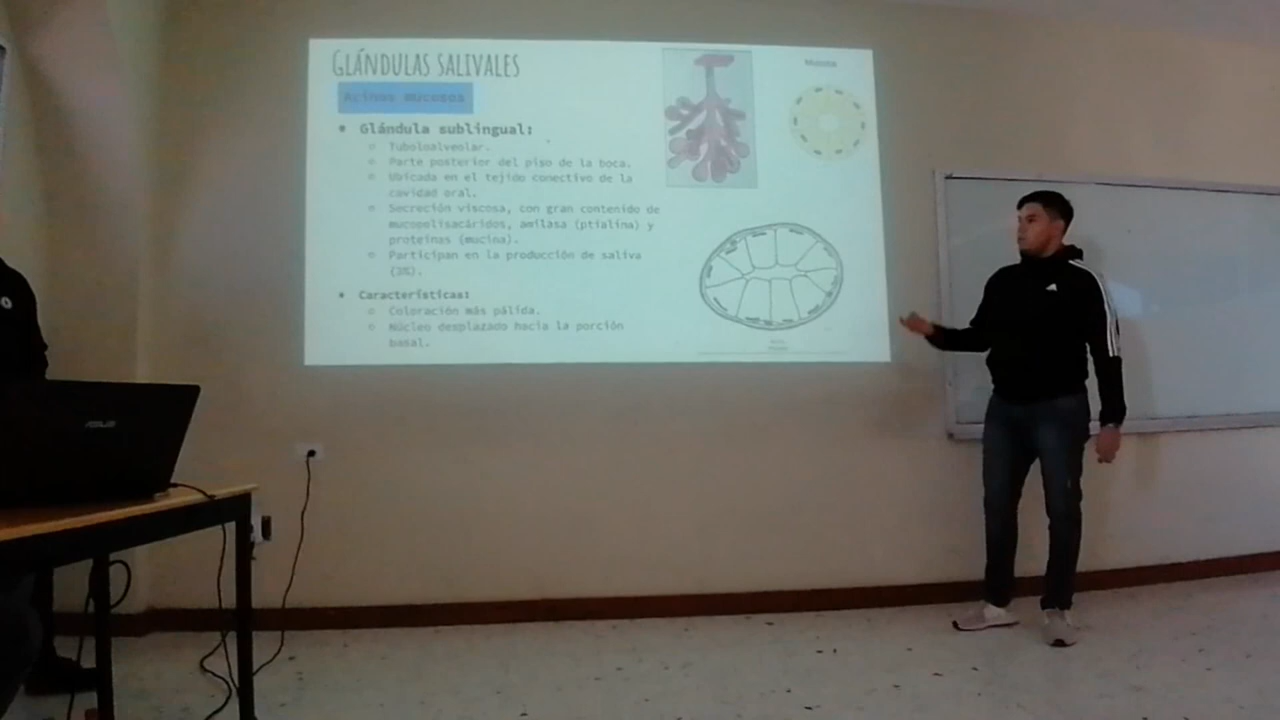 GLÁNDULAS SALIVALES
Acinos mucosos
Glándula sublingual:
Tuboloalveolar.
Parte posterior del piso de la boca.
Ubicada en el tejido conectivo de la
cavidad oral.
Secreción viscosa, con gran contenido de
mucopolisacáridos, amilasa (ptialina) y
proteínas (mucina).
Participan en la producción de saliva
(3%).
Características:
Coloración más pálida.
Núcleo desplazado hacia la porción
basal.
ASUS